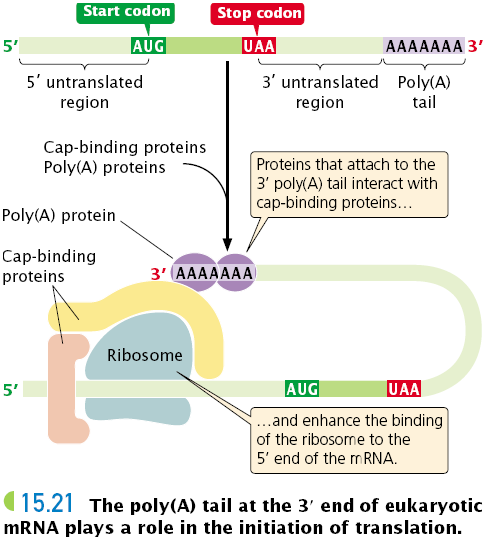 Start codon
Stop codon
5′ AUG UAA AAAAAAA 3′
5′ untranslated
region
3′ untranslated
region
Poly(A)
tail
Cap-binding proteins
Poly(A) proteins
Proteins that attach to the
3′ poly(A) tail interact with
cap-binding proteins…
Poly(A) protein
Cap-binding
proteins
3′ AAAAAAA
Ribosome
5′ AUG UAA
…and enhance the binding
of the ribosome to the
5′ end of the mRNA.
15.21 The poly(A) tail at the 3′ end of eukaryotic
mRNA plays a role in the initiation of translation.